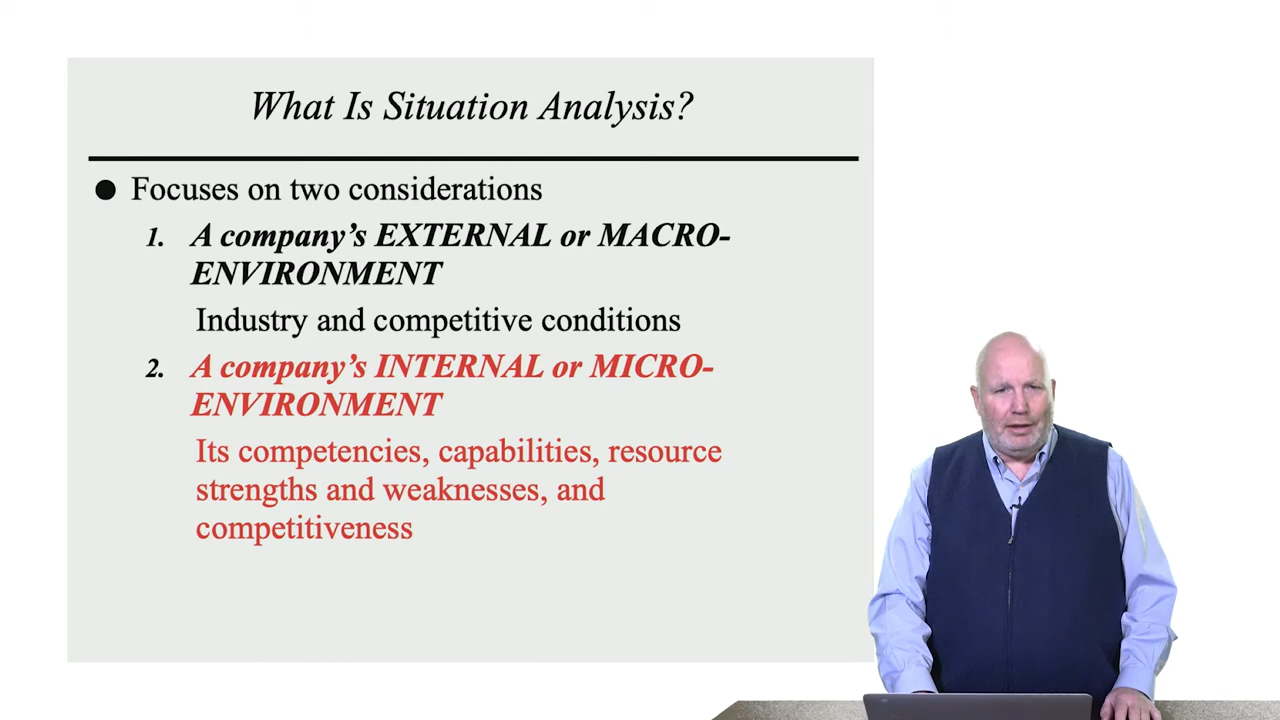 What Is Situation Analysis?
● Focuses on two considerations
1. A company’s EXTERNAL or MACRO-
ENVIRONMENT
Industry and competitive conditions
2. A company’s INTERNAL or MICRO-
ENVIRONMENT
Its competencies, capabilities, resource
strengths and weaknesses, and
competitiveness